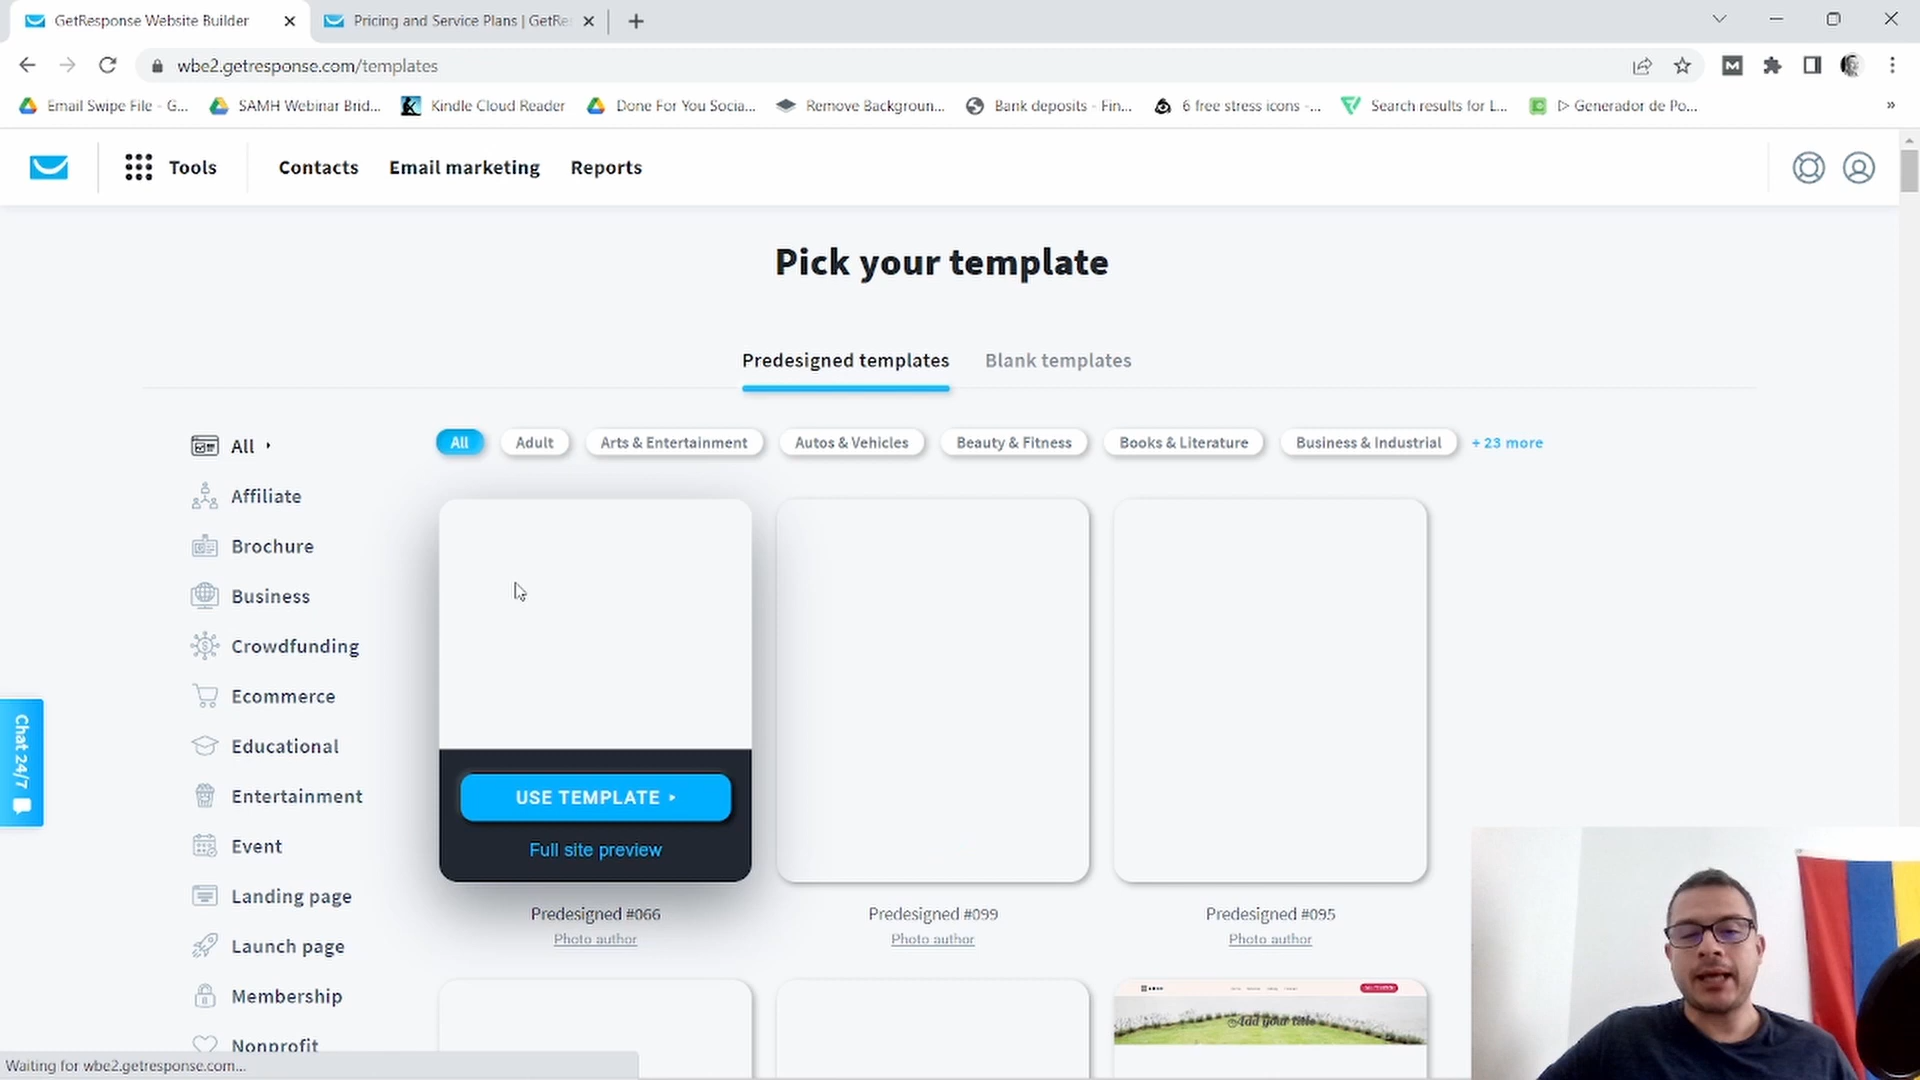 GetResponse Website Builder
Pricing and Service Plans | GetRe
wbe2.getresponse.com/templates
Email Swipe File - G...
SAMH Webinar Brid...
Kindle Cloud Reader
Done For You Socia...
Remove Backgroun...
Bank deposits - Fin...
6 free stress icons -...
Search results for L...
▷ Generador de Po...
»
Tools
Contacts
Email marketing
Reports
Pick your template
Predesigned templates
Blank templates
All
Affiliate
Brochure
Business
Crowdfunding
Ecommerce
Educational
Entertainment
Event
Landing page
Launch page
Membership
Nonprofit
All
Adult
Arts & Entertainment
Autos & Vehicles
Beauty & Fitness
Books & Literature
Business & Industrial
+ 23 more
USE TEMPLATE
Full site preview
Predesigned #066
Photo author
Predesigned #099
Photo author
Predesigned #095
Photo author
Add your title
Chat 24/7
Waiting for wbe2.getresponse.com...